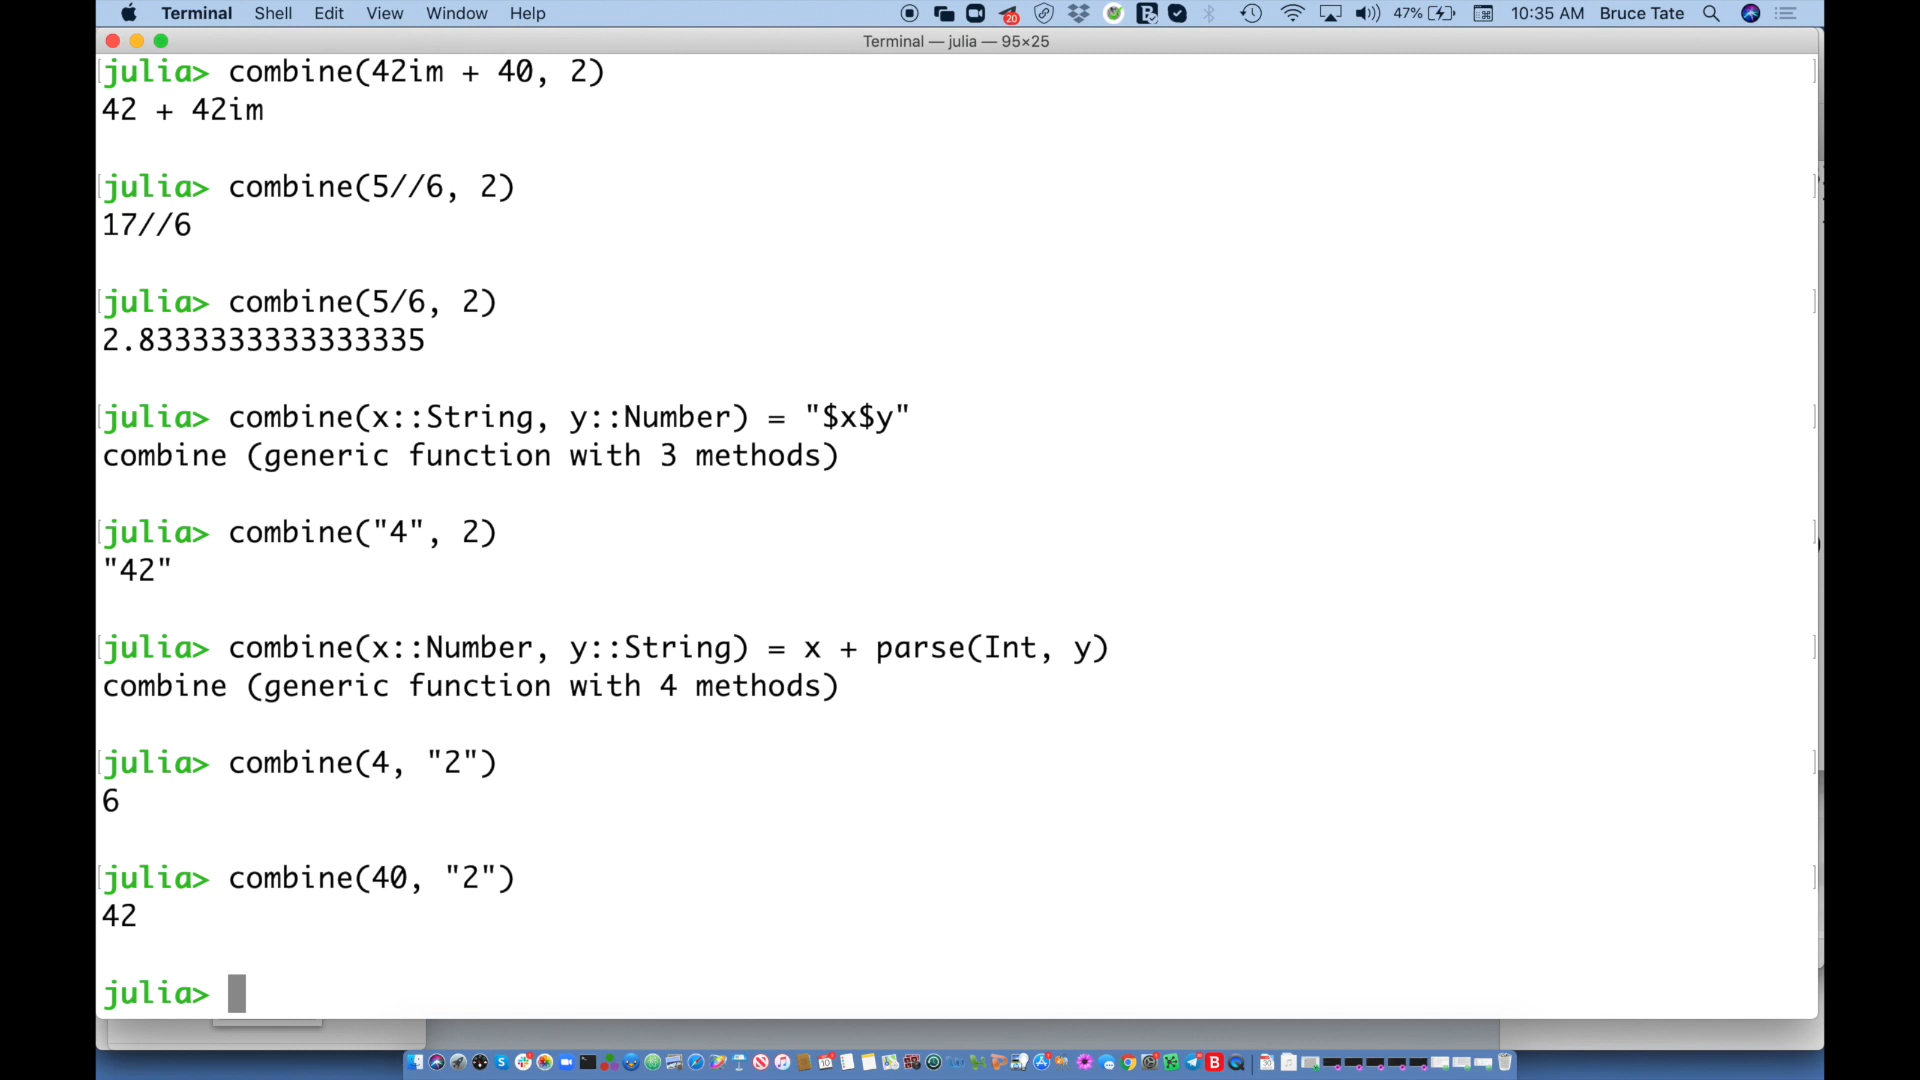 Terminal Shell Edit View Window Help 20 47% 10:35 AM Bruce Tate
Terminal — julia — 95×25
julia> combine(42im + 40, 2)
42 + 42im
julia> combine(5//6, 2)
17//6
julia> combine(5/6, 2)
2.8333333333333335
julia> combine(x::String, y::Number) = "$x$y"
combine (generic function with 3 methods)
julia> combine("4", 2)
"42"
julia> combine(x::Number, y::String) = x + parse(Int, y)
combine (generic function with 4 methods)
julia> combine(4, "2")
6
julia> combine(40, "2")
42
julia>